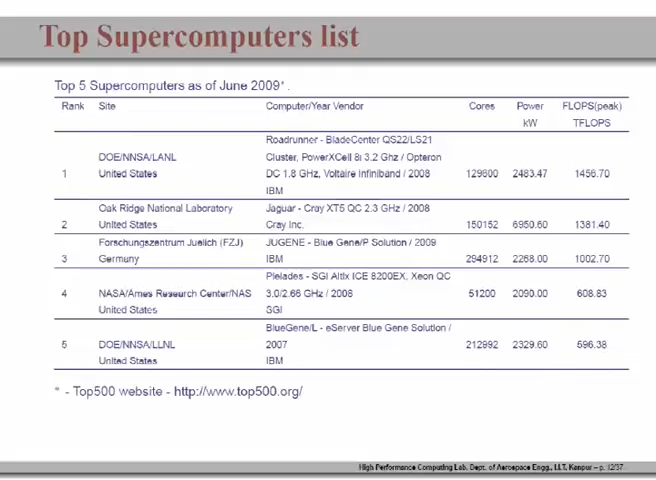 Top Supercomputers list
Top 5 Supercomputers as of June 2009*.
Rank Site Computer/Year Vendor Cores Power FLOPS(peak)
kW TFLOPS
Roadrunner - BladeCenter QS22/LS21
DOE/NNSA/LANL Cluster, PowerXCell 8i 3.2 Ghz / Opteron
1 United States DC 1.8 GHz, Voltaire Infiniband / 2008 129600 2483.47 1456.70
IBM
Oak Ridge National Laboratory Jaguar - Cray XT5 QC 2.3 GHz / 2008
2 United States Cray Inc. 150152 6950.60 1381.40
Forschungszentrum Juelich (FZJ) JUGENE - Blue Gene/P Solution / 2009
3 Germany IBM 294912 2268.00 1002.70
Pleiades - SGI Altix ICE 8200EX, Xeon QC
4 NASA/Ames Research Center/NAS 3.0/2.66 GHz / 2008 51200 2090.00 608.83
United States SGI
BlueGene/L - eServer Blue Gene Solution /
5 DOE/NNSA/LLNL 2007 212992 2329.60 596.38
United States IBM
* - Top500 website - http://www.top500.org/
High Performance Computing Lab, Dept. of Aerospace Engg., I.I.T. Kanpur – p. 12/37